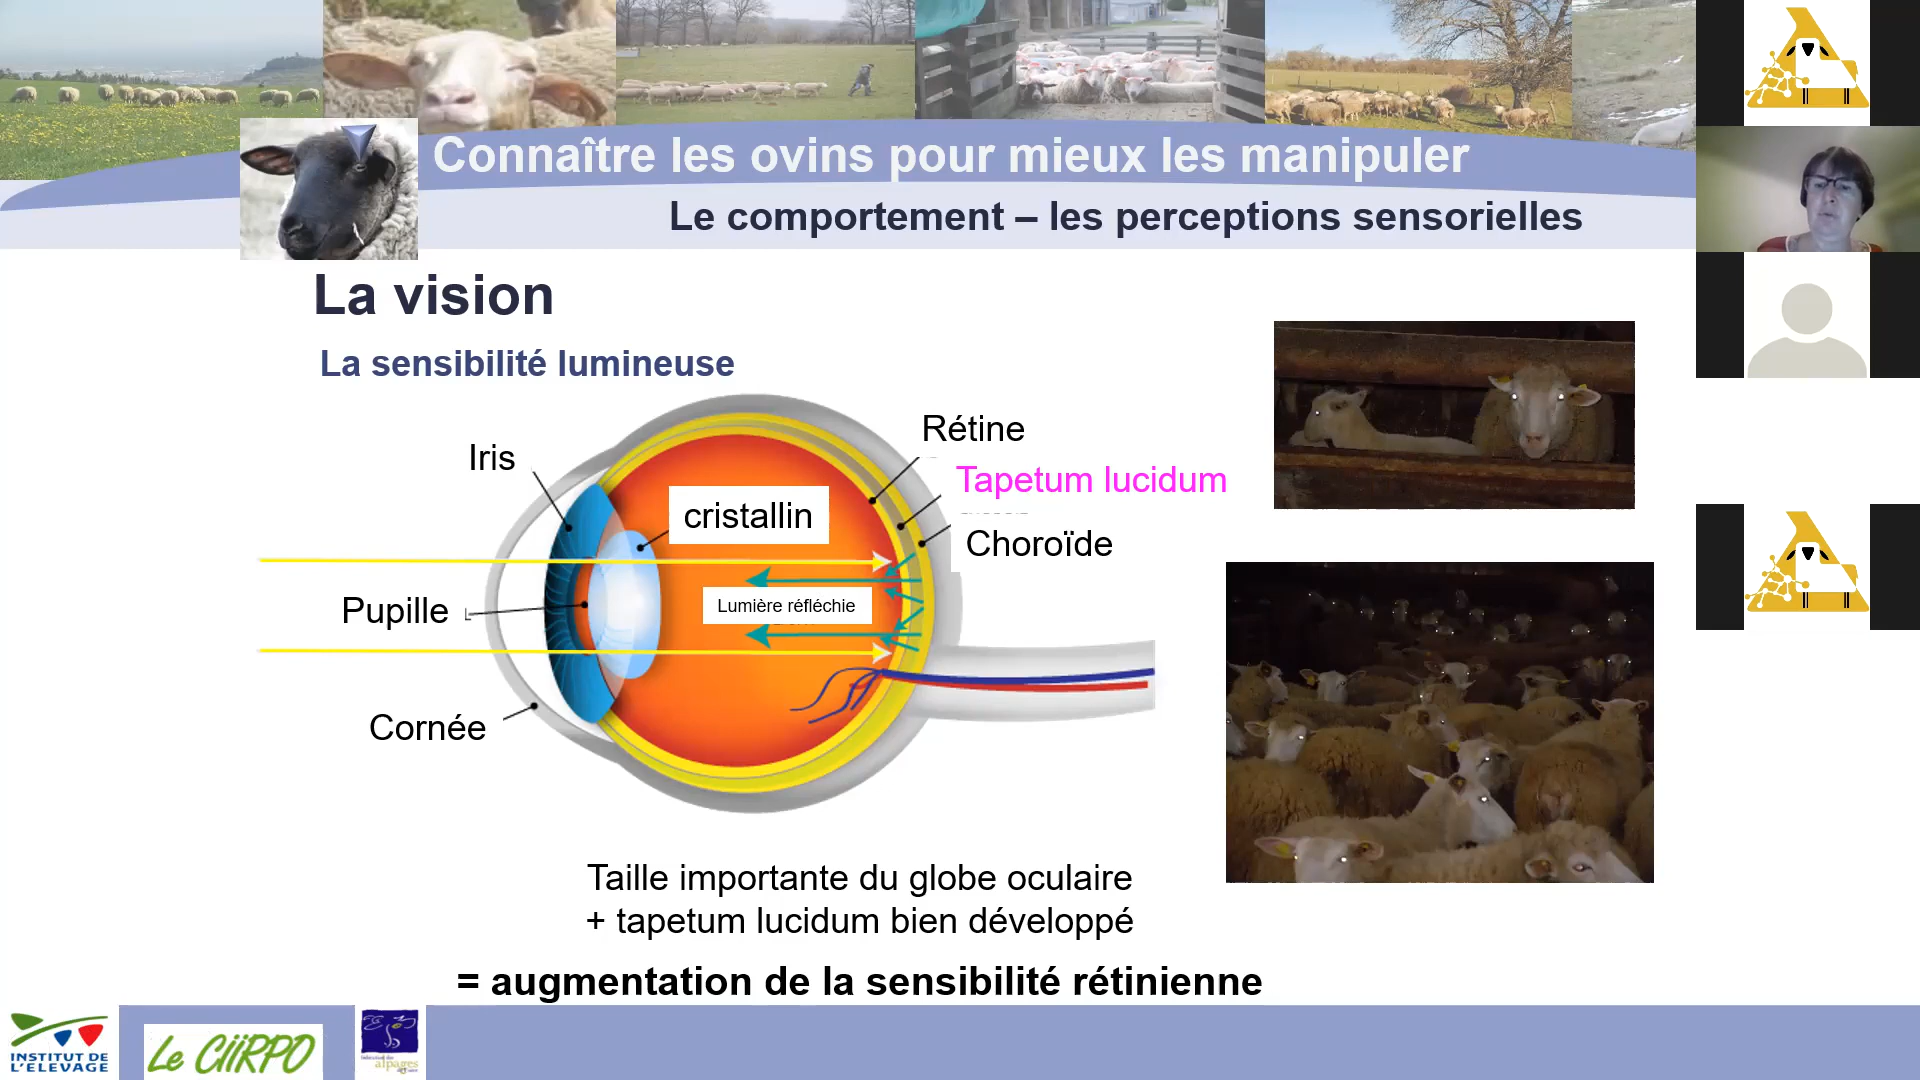 Connaître les ovins pour mieux les manipuler
Le comportement – les perceptions sensorielles
La vision
La sensibilité lumineuse
Rétine
Iris
Tapetum lucidum
cristallin
Choroïde
Lumière réfléchie
Pupille
Cornée
Taille importante du globe oculaire
+ tapetum lucidum bien développé
= augmentation de la sensibilité rétinienne
INSTITUT DE
L'ELEVAGE
Le CIIRPO
alpages